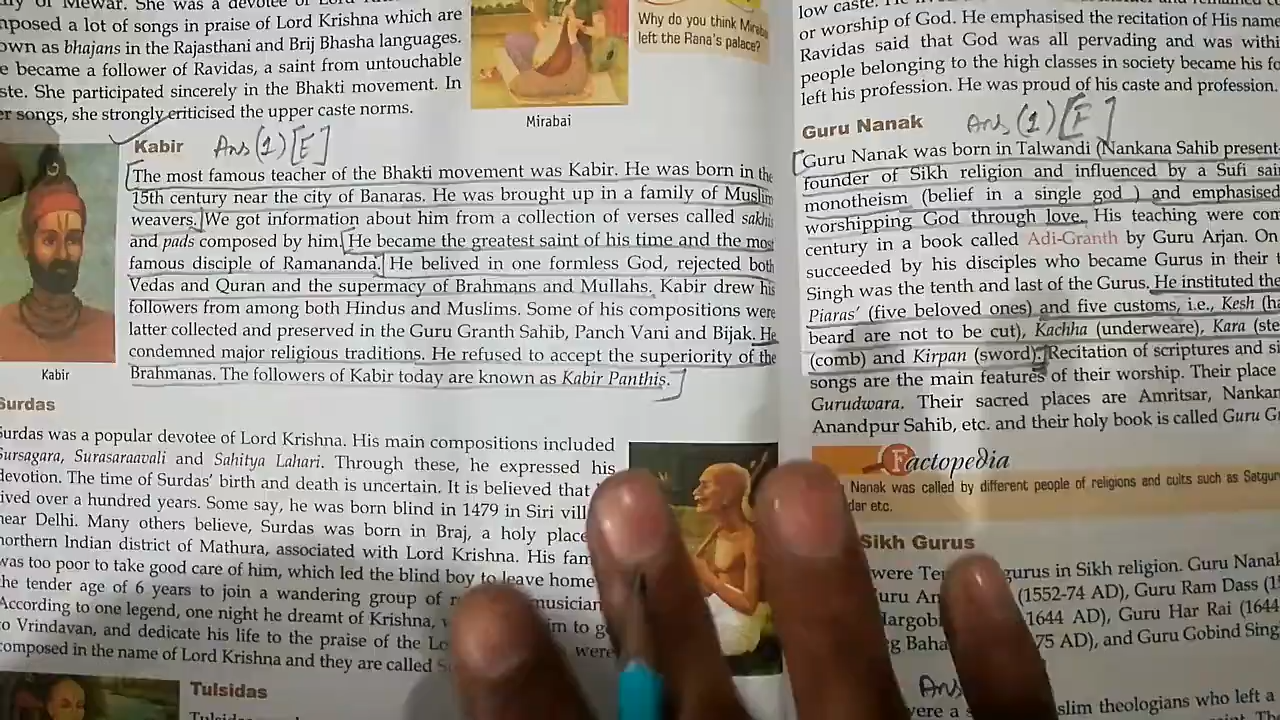 of Mewar. She was a devotee of Lord
mposed a lot of songs in praise of Lord Krishna which are
own as bhajans in the Rajasthani and Brij Bhasha languages.
e became a follower of Ravidas, a saint from untouchable
ste. She participated sincerely in the Bhakti movement. In
er songs, she strongly criticised the upper caste norms.
Why do you think Miraba
left the Rana's palace?
Mirabai
Kabir Ans (1) [E]
The most famous teacher of the Bhakti movement was Kabir. He was born in the
15th century near the city of Banaras. He was brought up in a family of Muslim
weavers. We got information about him from a collection of verses called sakhis
and pads composed by him. He became the greatest saint of his time and the most
famous disciple of Ramananda. He belived in one formless God, rejected both
Vedas and Quran and the supermacy of Brahmans and Mullahs. Kabir drew his
followers from among both Hindus and Muslims. Some of his compositions were
latter collected and preserved in the Guru Granth Sahib, Panch Vani and Bijak. He
condemned major religious traditions. He refused to accept the superiority of the
Brahmanas. The followers of Kabir today are known as Kabir Panthis.
Kabir
Surdas
Surdas was a popular devotee of Lord Krishna. His main compositions included
Sursagara, Surasaraavali and Sahitya Lahari. Through these, he expressed his
devotion. The time of Surdas' birth and death is uncertain. It is believed that
ived over a hundred years. Some say, he was born blind in 1479 in Siri vill
near Delhi. Many others believe, Surdas was born in Braj, a holy place
northern Indian district of Mathura, associated with Lord Krishna. His fam
was too poor to take good care of him, which led the blind boy to leave home
the tender age of 6 years to join a wandering group of musician
According to one legend, one night he dreamt of Krishna, im to g
to Vrindavan, and dedicate his life to the praise of the Lo were
composed in the name of Lord Krishna and they are called
Tulsidas
low caste.
or worship of God. He emphasised the recitation of His name
Ravidas said that God was all pervading and was withi
people belonging to the high classes in society became his fo
left his profession. He was proud of his caste and profession.
Guru Nanak Ans (1) [E]
Guru Nanak was born in Talwandi (Nankana Sahib present
founder of Sikh religion and influenced by a Sufi sai
monotheism (belief in a single god ) and emphasised
worshipping God through love. His teaching were com
century in a book called Adi-Granth by Guru Arjan. On
succeeded by his disciples who became Gurus in their t
Singh was the tenth and last of the Gurus. He instituted the
Piaras' (five beloved ones) and five customs, i.e., Kesh (h
beard are not to be cut), Kachha (underweare), Kara (ste
(comb) and Kirpan (sword). Recitation of scriptures and si
songs are the main features of their worship. Their place
Gurudwara. Their sacred places are Amritsar, Nankan
Anandpur Sahib, etc. and their holy book is called Guru G
Factopedia
Nanak was called by different people of religions and cults such as Satgur
dar etc.
Sikh Gurus
were Ten gurus in Sikh religion. Guru Nanak
uru An (1552-74 AD), Guru Ram Dass (1
Hargob 1644 AD), Guru Har Rai (1644
g Baha 75 AD), and Guru Gobind Sing
Ans
were a slim theologians who left a